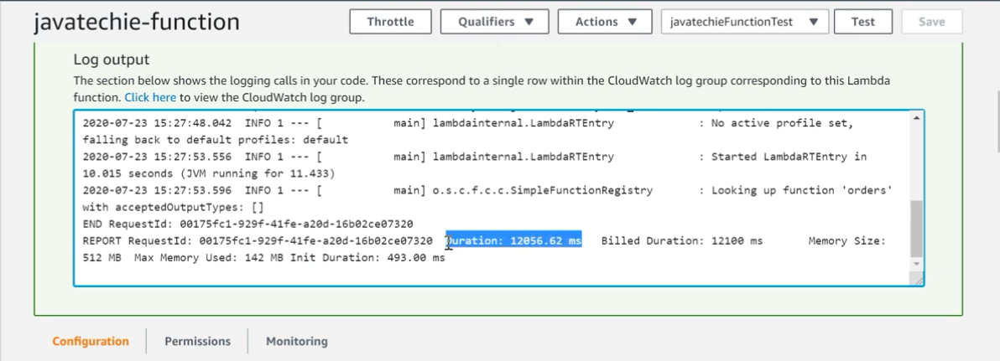 javatechie-function
Throttle
Qualifiers
Actions
javatechieFunctionTest
Test
Save
Log output
The section below shows the logging calls in your code. These correspond to a single row within the CloudWatch log group corresponding to this Lambda
function. Click here to view the CloudWatch log group.
2020-07-23 15:27:48.042  INFO 1 --- [           main] lambdainternal.LambdaRTEntry             : No active profile set,
falling back to default profiles: default
2020-07-23 15:27:53.556  INFO 1 --- [           main] lambdainternal.LambdaRTEntry             : Started LambdaRTEntry in
10.015 seconds (JVM running for 11.433)
2020-07-23 15:27:53.596  INFO 1 --- [           main] o.s.c.f.c.c.SimpleFunctionRegistry       : Looking up function 'orders'
with acceptedOutputTypes: []
END RequestId: 00175fc1-929f-41fe-a20d-16b02ce07320
REPORT RequestId: 00175fc1-929f-41fe-a20d-16b02ce07320  Duration: 12056.62 ms   Billed Duration: 12100 ms       Memory Size:
512 MB  Max Memory Used: 142 MB Init Duration: 493.00 ms
Configuration
Permissions
Monitoring